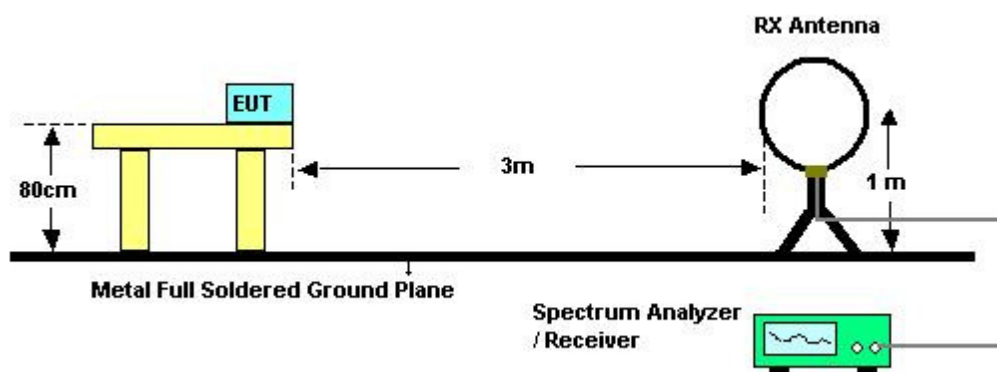 RX Antenna
EUT
3m
80cm
1 m
Metal Full Soldered Ground Plane
Spectrum Analyzer
/ Receiver